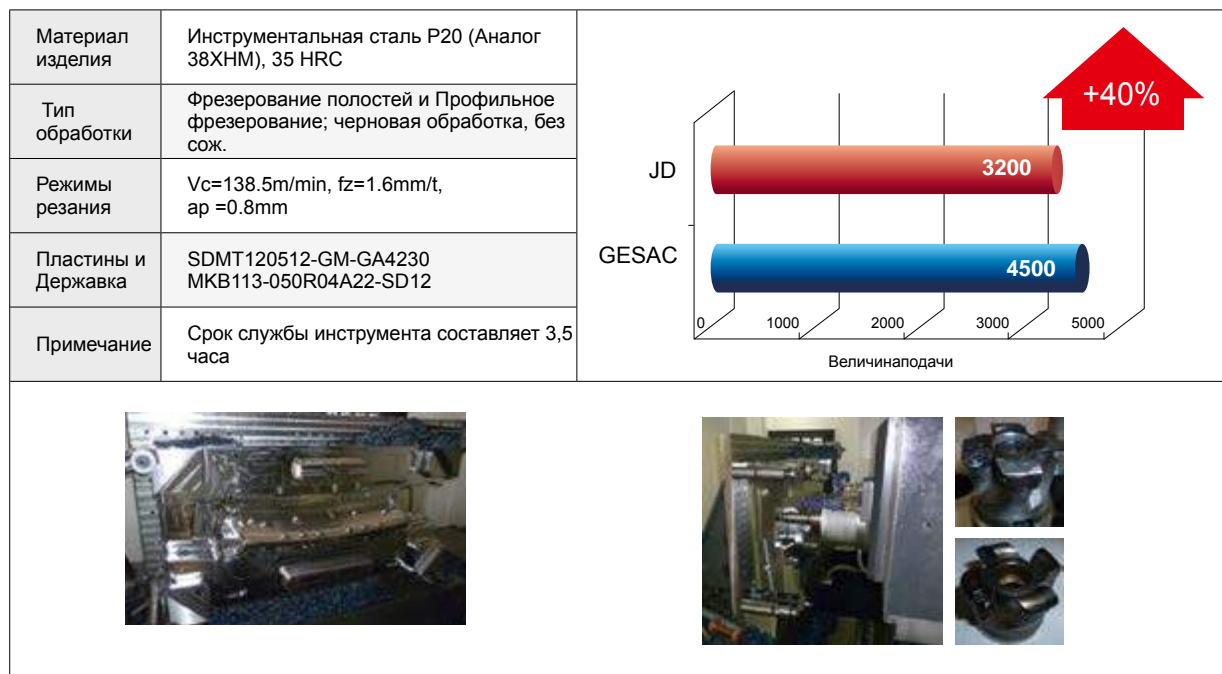 Материал
изделия
Инструментальная сталь P20 (Аналог
38ХНМ), 35 HRC
Тип
обработки
Фрезерование полостей и Профильное
фрезерование; черновая обработка, без
сож.
Режимы
резания
Vc=138.5m/min, fz=1.6mm/t,
ap =0.8mm
Пластины и
Державка
SDMT120512-GM-GA4230
MKB113-050R04A22-SD12
Примечание
Срок службы инструмента составляет 3,5
часа
+40%
JD
3200
GESAC
4500
0
1000
2000
3000
5000
Величинаподачи